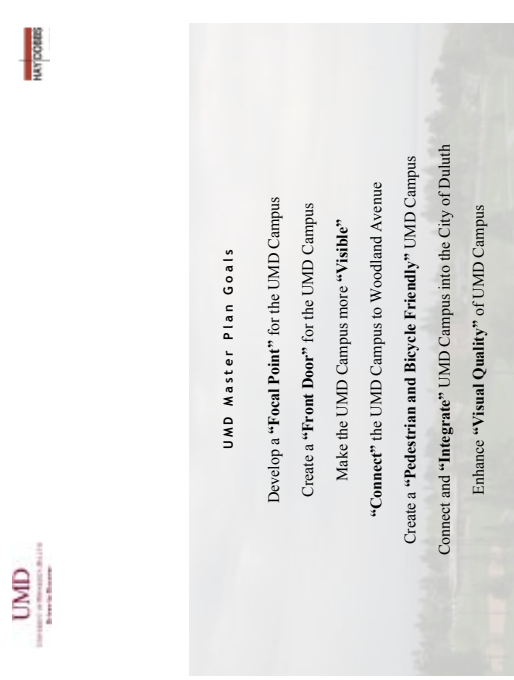 UMD
HAY DOBBS
UMD Master Plan Goals
Develop a “Focal Point” for the UMD Campus
Create a “Front Door” for the UMD Campus
Make the UMD Campus more “Visible”
“Connect” the UMD Campus to Woodland Avenue
Create a “Pedestrian and Bicycle Friendly” UMD Campus
Connect and “Integrate” UMD Campus into the City of Duluth
Enhance “Visual Quality” of UMD Campus